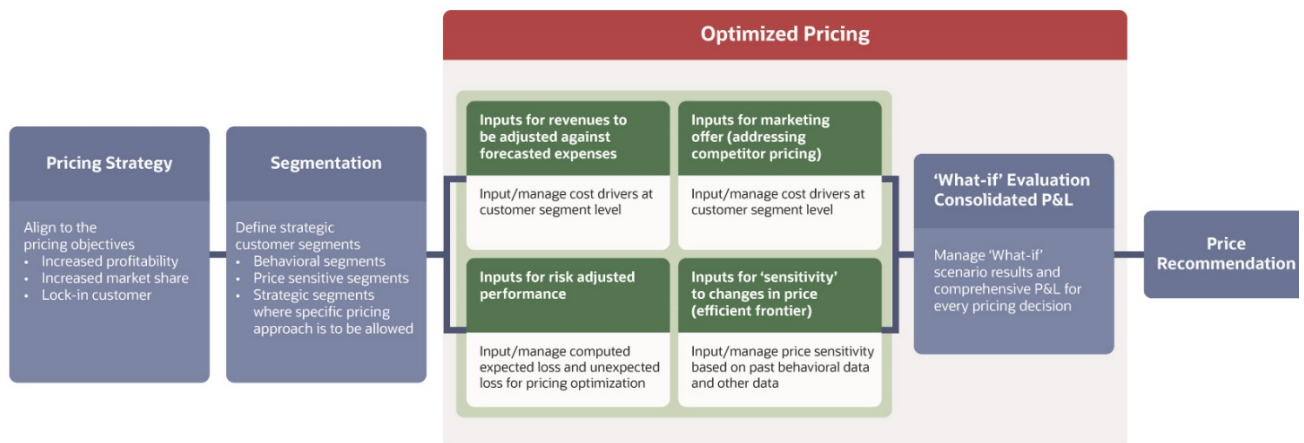 Optimized Pricing
Pricing Strategy
Align to the
pricing objectives
• Increased profitability
• Increased market share
• Lock-in customer
Segmentation
Define strategic
customer segments
• Behavioral segments
• Price sensitive segments
• Strategic segments
where specific pricing
approach is to be allowed
Inputs for revenues to
be adjusted against
forecasted expenses
Input/manage cost drivers at
customer segment level
Inputs for marketing
offer (addressing
competitor pricing)
Input/manage cost drivers at
customer segment level
Inputs for risk adjusted
performance
Input/manage computed
expected loss and unexpected
loss for pricing optimization
Inputs for ‘sensitivity’
to changes in price
(efficient frontier)
Input/manage price sensitivity
based on past behavioral data
and other data
‘What-if’ Evaluation
Consolidated P&L
Manage ‘What-if’
scenario results and
comprehensive P&L for
every pricing decision
Price
Recommendation